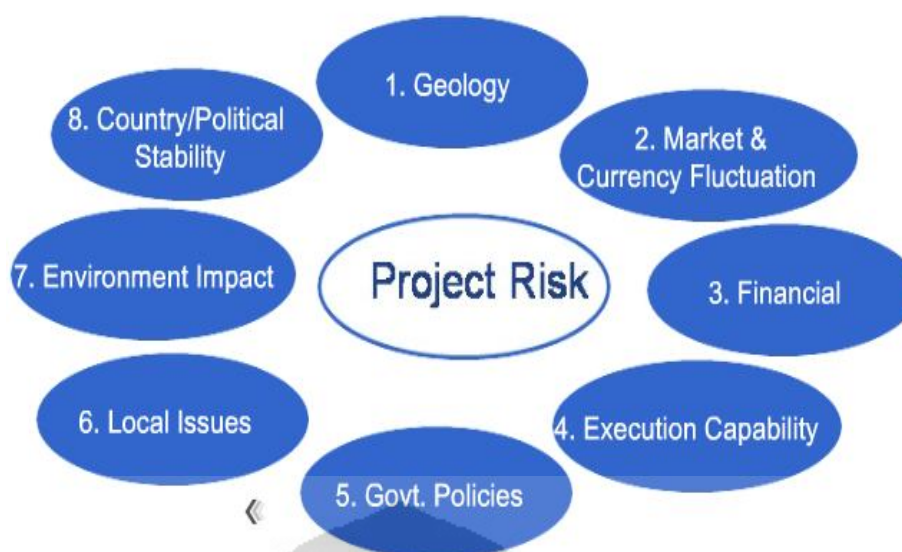 1. Geology
2. Market &
Currency Fluctuation
3. Financial
4. Execution Capability
5. Govt. Policies
6. Local Issues
7. Environment Impact
8. Country/Political
Stability
Project Risk